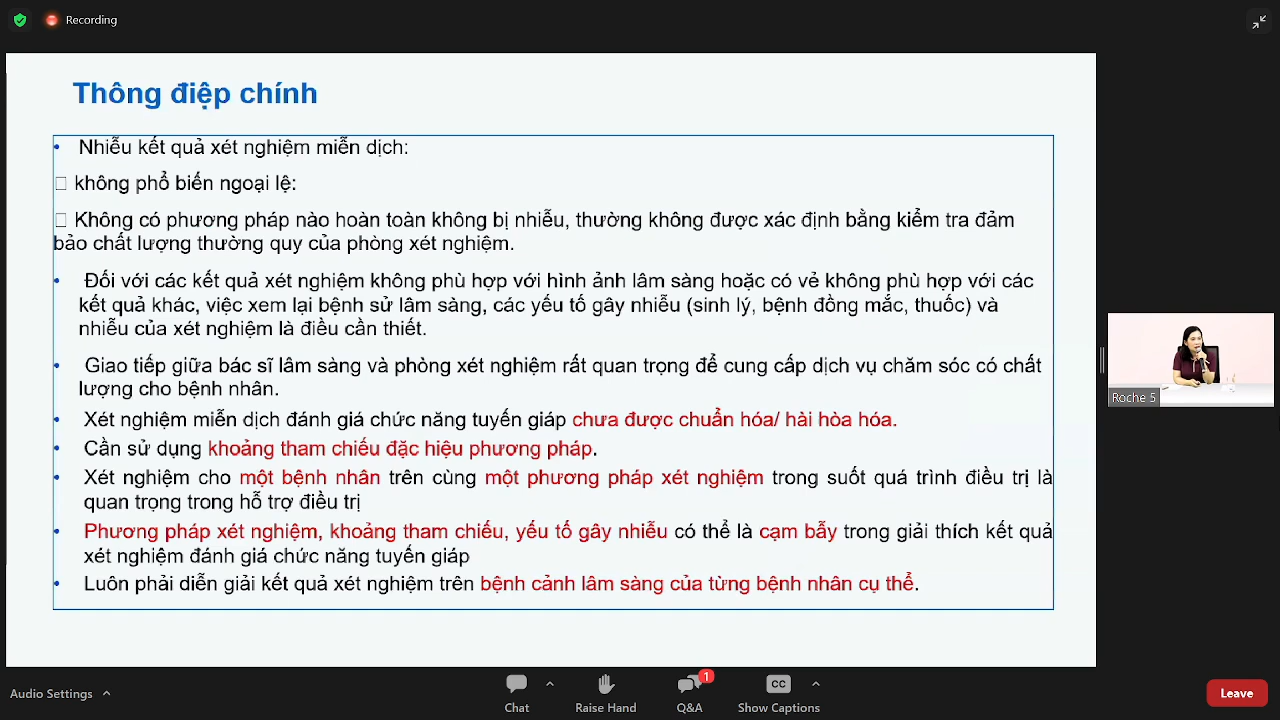 Recording
Thông điệp chính
• Nhiễu kết quả xét nghiệm miễn dịch:
□ không phổ biến ngoại lệ:
□ Không có phương pháp nào hoàn toàn không bị nhiễu, thường không được xác định bằng kiểm tra đảm
bảo chất lượng thường quy của phòng xét nghiệm.
• Đối với các kết quả xét nghiệm không phù hợp với hình ảnh lâm sàng hoặc có vẻ không phù hợp với các
kết quả khác, việc xem lại bệnh sử lâm sàng, các yếu tố gây nhiễu (sinh lý, bệnh đồng mắc, thuốc) và
nhiễu của xét nghiệm là điều cần thiết.
• Giao tiếp giữa bác sĩ lâm sàng và phòng xét nghiệm rất quan trọng để cung cấp dịch vụ chăm sóc có chất
lượng cho bệnh nhân.
• Xét nghiệm miễn dịch đánh giá chức năng tuyến giáp chưa được chuẩn hóa/ hài hòa hóa.
• Cần sử dụng khoảng tham chiếu đặc hiệu phương pháp.
• Xét nghiệm cho một bệnh nhân trên cùng một phương pháp xét nghiệm trong suốt quá trình điều trị là
quan trọng trong hỗ trợ điều trị
• Phương pháp xét nghiệm, khoảng tham chiếu, yếu tố gây nhiễu có thể là cạm bẫy trong giải thích kết quả
xét nghiệm đánh giá chức năng tuyến giáp
• Luôn phải diễn giải kết quả xét nghiệm trên bệnh cảnh lâm sàng của từng bệnh nhân cụ thể.
Roche 5
Audio Settings
Chat
Raise Hand
1
Q&A
CC
Show Captions
Leave